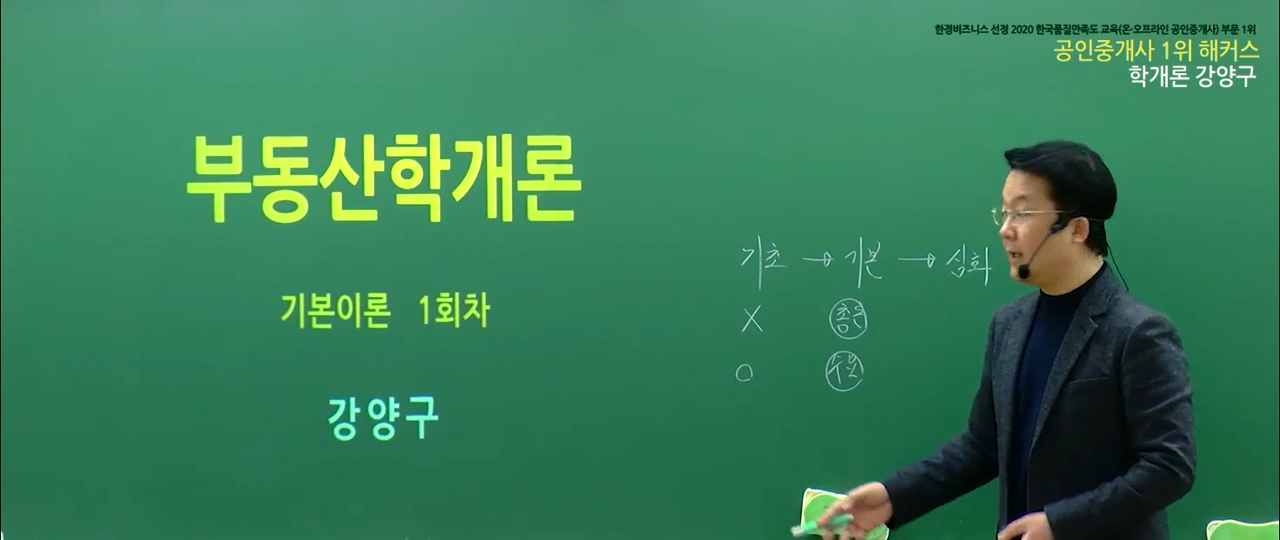 한경비즈니스 선정 2020 한국품질만족도 교육(온·오프라인 공인중개사) 부문 1위
공인중개사 1위 해커스
학개론 강양구
부동산학개론
기본이론 1회차
강양구
기초 → 기본 → 심화
X
O